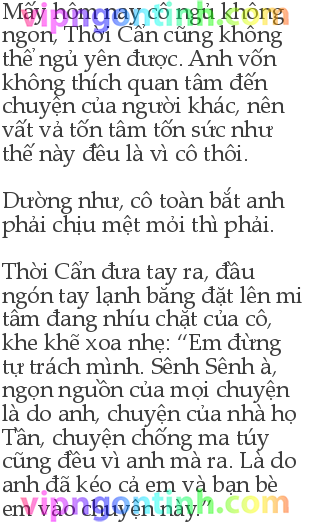 Mấy hôm nay cô ngủ không
ngon, Thời Cẩn cũng không
thể ngủ yên được. Anh vốn
không thích quan tâm đến
chuyện của người khác, nên
vất vả tốn tâm tốn sức như
thế này đều là vì cô thôi.
Dường như, cô toàn bắt anh
phải chịu mệt mỏi thì phải.
Thời Cẩn đưa tay ra, đầu
ngón tay lạnh băng đặt lên mi
tâm đang nhíu chặt của cô,
khe khẽ xoa nhẹ: “Em đừng
tự trách mình. Sênh Sênh à,
ngọn nguồn của mọi chuyện
là do anh, chuyện của nhà họ
Tần, chuyện chống ma túy
cũng đều vì anh mà ra. Là do
anh đã kéo cả em và bạn bè
em vào chuyện này.”
vipngontinh.com
vipngontinh.com